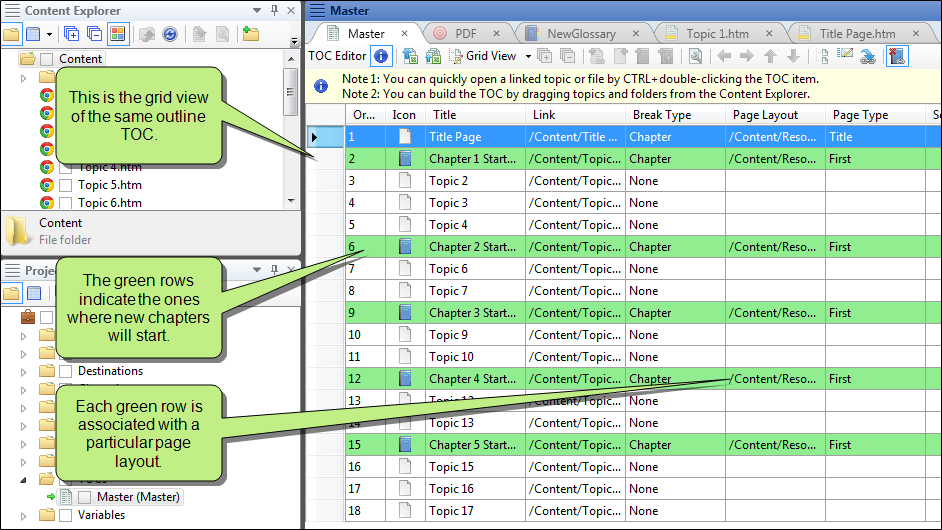 Content Explorer
Content
This is the grid view
of the same outline
TOC.
Topic 4.htm
Topic 5.htm
Topic 6.htm
Content
File folder
The green rows
indicate the ones
where new chapters
will start.
Destinations
Each green row is
associated with a
particular page
layout.
Master (Master)
Variables
Master
Master
PDF
NewGlossary
Topic 1.htm
Title Page.htm
TOC Editor Grid View
Note 1: You can quickly open a linked topic or file by CTRL+double-clicking the TOC item.
Note 2: You can build the TOC by dragging topics and folders from the Content Explorer.
Or... Icon Title Link Break Type Page Layout Page Type
1 Title Page /Content/Title ... Chapter /Content/Reso... Title
2 Chapter 1 Start... /Content/Topic... Chapter /Content/Reso... First
3 Topic 2 /Content/Topic... None
4 Topic 3 /Content/Topic... None
5 Topic 4 /Content/Topic... None
6 Chapter 2 Start... /Content/Topic... Chapter /Content/Reso... First
7 Topic 6 /Content/Topic... None
8 Topic 7 /Content/Topic... None
9 Chapter 3 Start... /Content/Topic... Chapter /Content/Reso... First
10 Topic 9 /Content/Topic... None
11 Topic 10 /Content/Topic... None
12 Chapter 4 Start... /Content/Topic... Chapter /Content/Reso... First
13 /Content/Topic... None
Topic 13 /Content/Topic... None
15 Chapter 5 Start... /Content/Topic... Chapter /Content/Reso... First
16 Topic 15 /Content/Topic... None
17 Topic 16 /Content/Topic... None
18 Topic 17 /Content/Topic... None